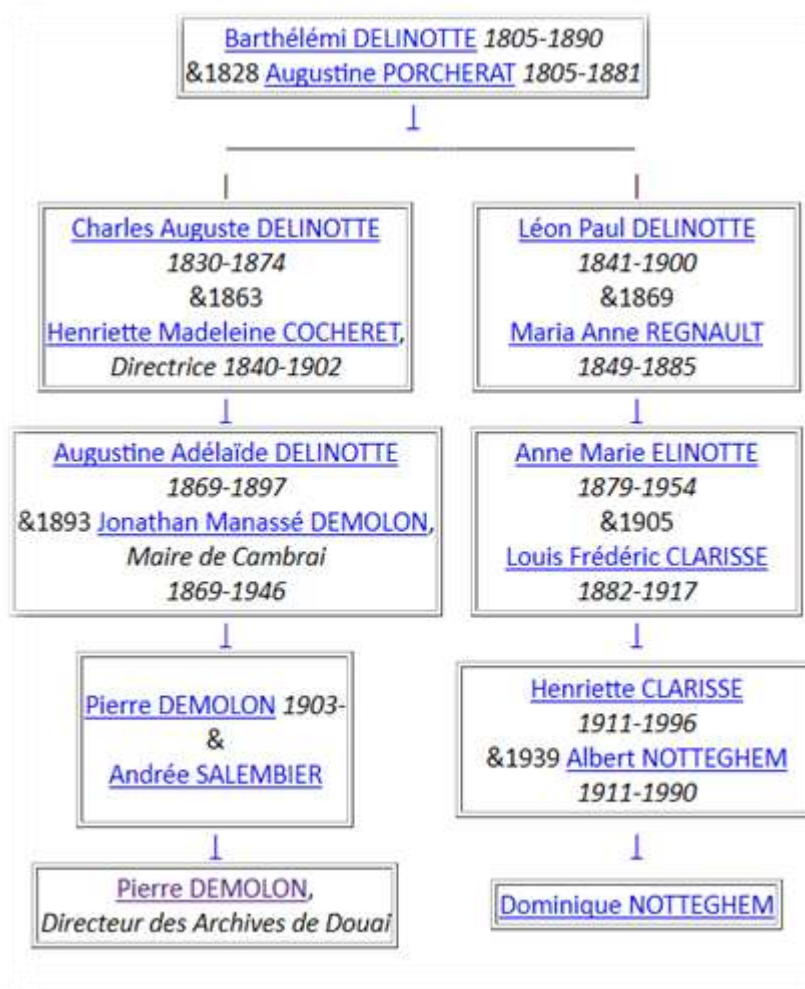 Barthélémi DELINOTTE 1805-1890
&1828 Augustine PORCHERAT 1805-1881
Charles Auguste DELINOTTE
1830-1874
&1863
Henriette Madeleine COCHERET,
Directrice 1840-1902
Léon Paul DELINOTTE
1841-1900
&1869
Maria Anne REGNAULT
1849-1885
Augustine Adélaïde DELINOTTE
1869-1897
&1893 Jonathan Manassé DEMOLON,
Maire de Cambrai
1869-1946
Anne Marie ELINOTTE
1879-1954
&1905
Louis Frédéric CLARISSE
1882-1917
Pierre DEMOLON 1903-
&
Andrée SALEMBIER
Henriette CLARISSE
1911-1996
&1939 Albert NOTTEGHEM
1911-1990
Pierre DEMOLON,
Directeur des Archives de Douai
Dominique NOTTEGHEM